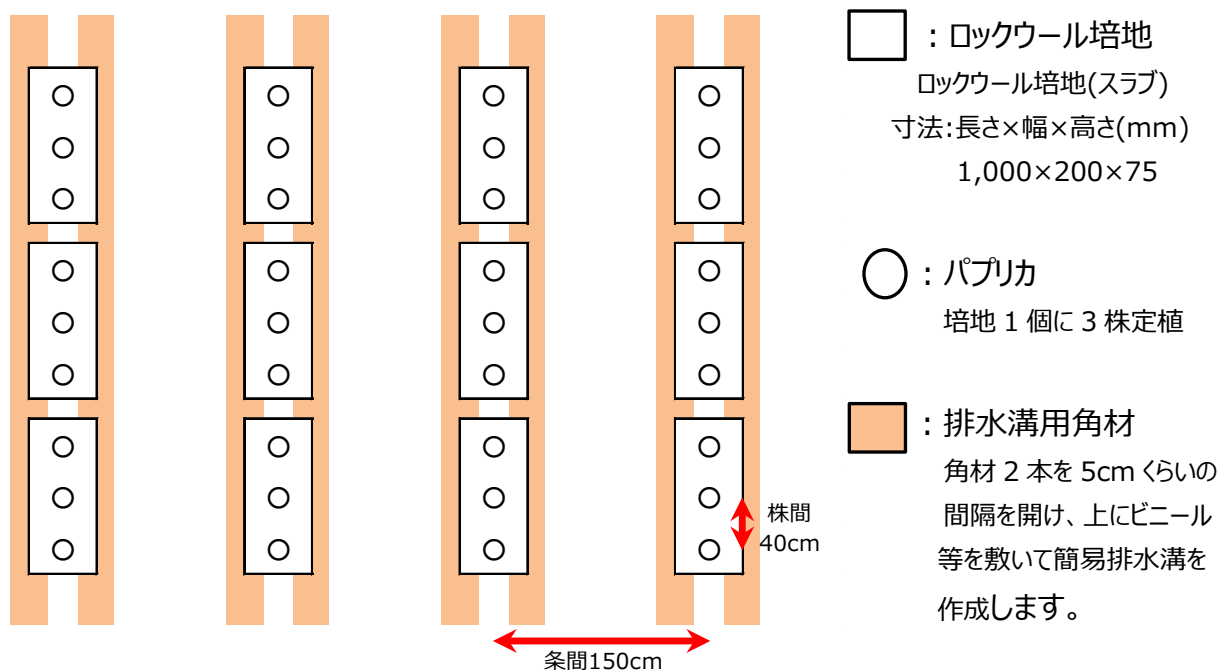 ：ロックウール培地
ロックウール培地(スラブ)
寸法:長さ×幅×高さ(mm)
1,000×200×75
：パプリカ
培地 1 個に 3 株定植
：排水溝用角材
角材 2 本を 5cm くらいの
間隔を開け、上にビニール
等を敷いて簡易排水溝を
作成します。
株間
40cm
条間150cm